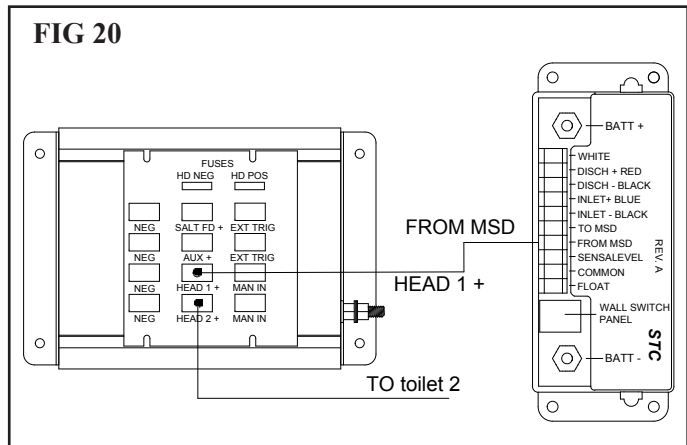 FIG 20
FUSES
HD NEG HD POS
NEG SALT FD + EXT TRIG
NEG AUX + EXT TRIG
NEG HEAD 1 + MAN IN
NEG HEAD 2 + MAN IN
FROM MSD
HEAD 1 +
TO toilet 2
BATT +
WHITE
DISCH + RED
DISCH - BLACK
INLET+ BLUE
INLET - BLACK
TO MSD
FROM MSD
SENSALEVEL
COMMON
FLOAT
REV. A
WALL SWITCH
PANEL
STC
BATT -